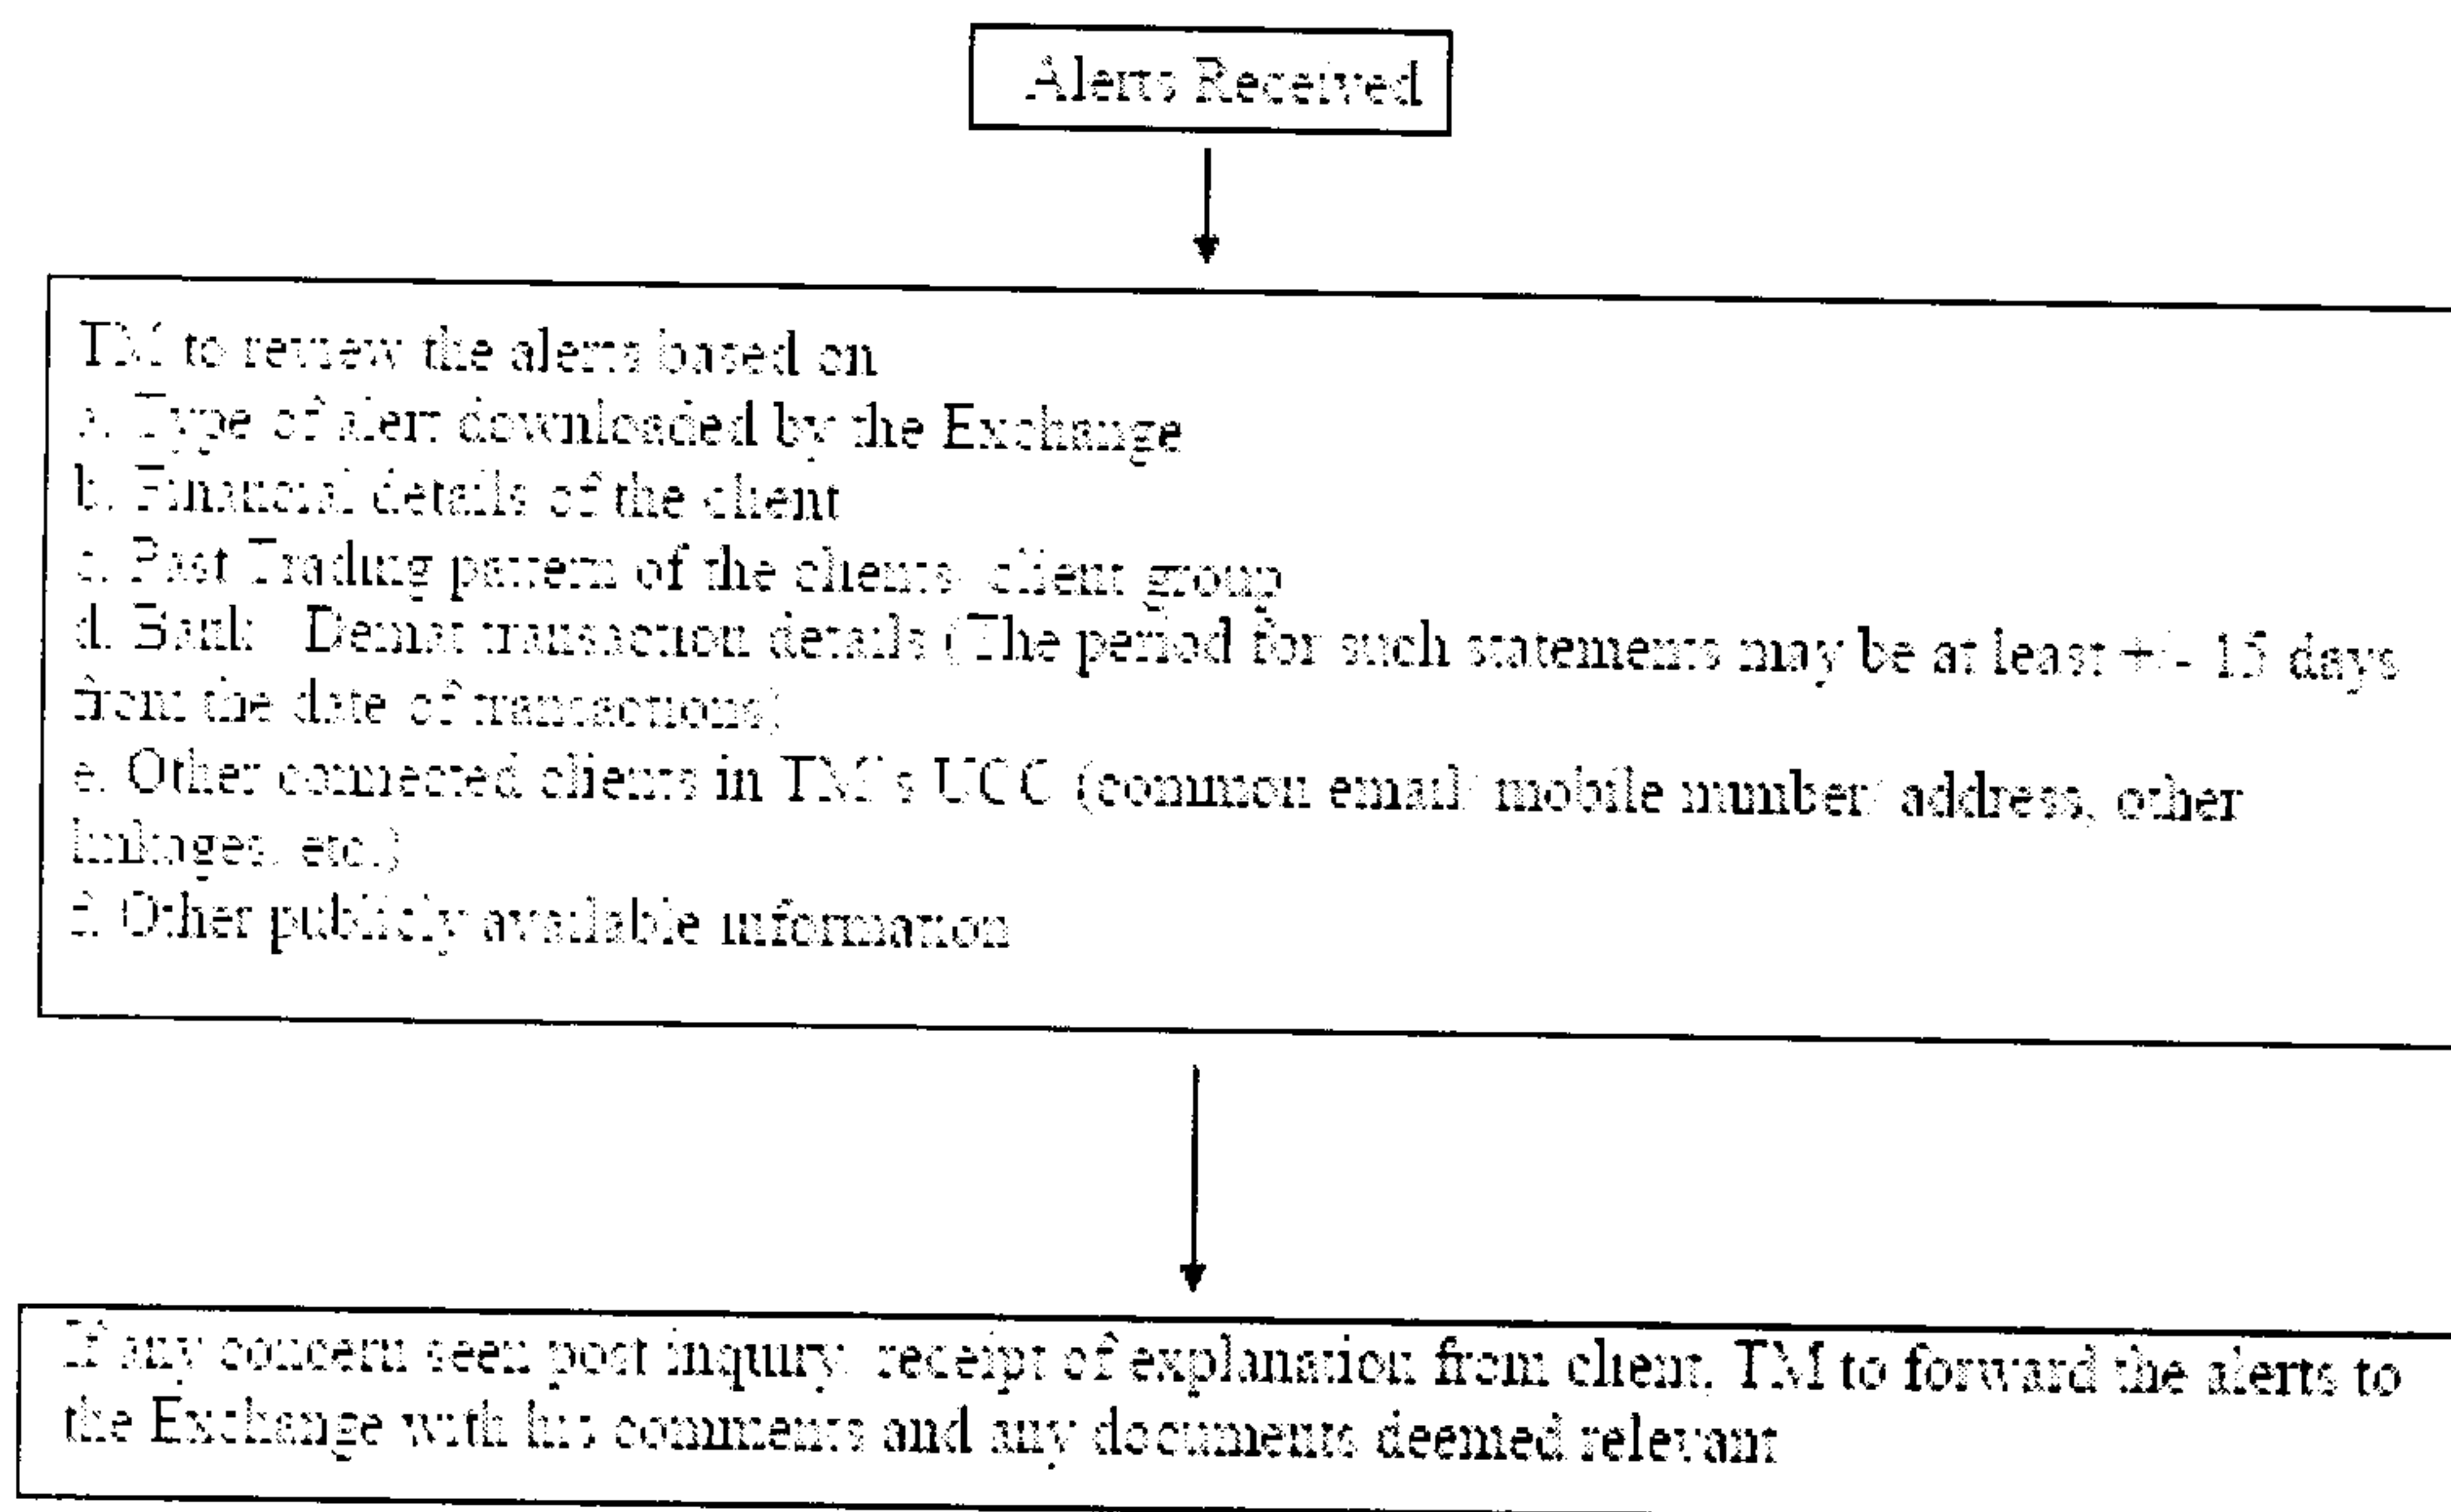 Alerts Received
TM to review the alerts based on
a. Type of alert downloaded by the Exchange
b. Financial details of the client
c. Past Trading pattern of the clients/ client group
d. Bank / Demat transaction details (The period for such statements may be at least +/- 15 days
from the date of transactions)
e. Other connected clients in TM's UCC (common email/ mobile number/ address, other
linkages, etc.)
f. Other publicly available information
If any concern seen post inquiry/ receipt of explanation from client, TM to forward the alerts to
the Exchange with his comments and any documents deemed relevant